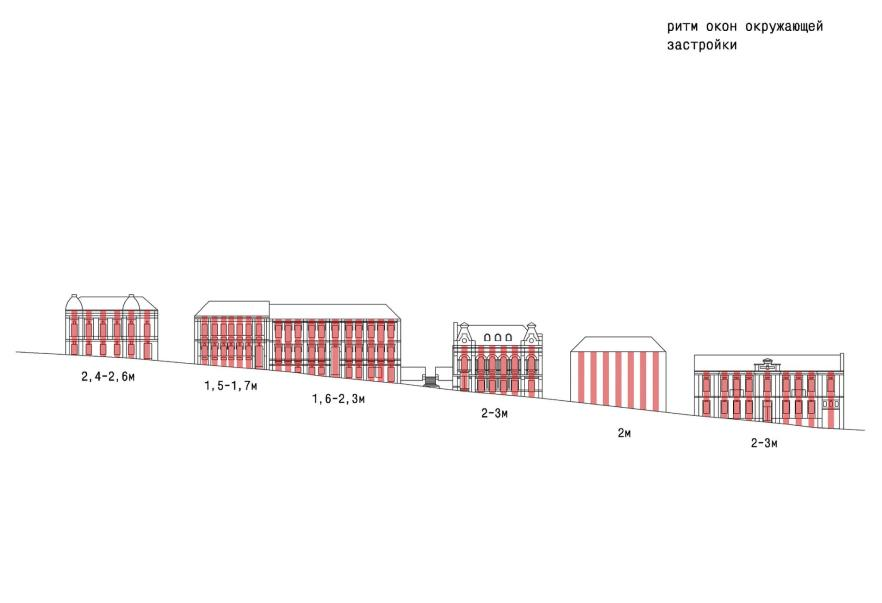 ритм окон окружающей
застройки
2,4-2,6м
1,5-1,7м
1,6-2,3м
2-3м
2м
2-3м